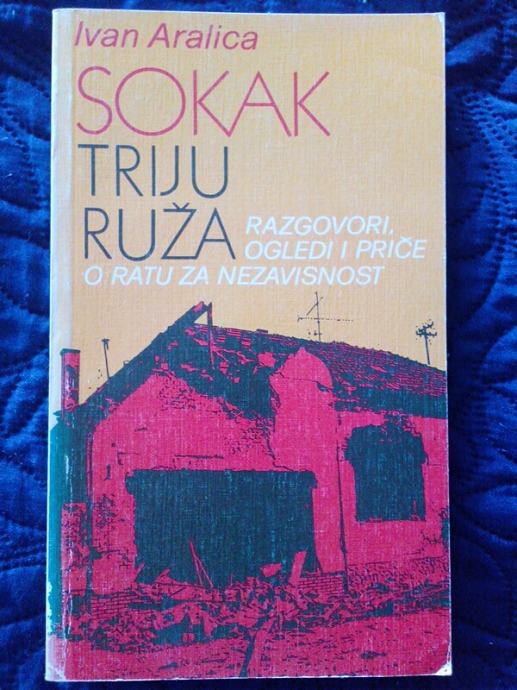 Ivan Aralica
SOKAK
TRIJU
RUŽA
RAZGOVORI,
OGLEDI I PRIČE
O RATU ZA NEZAVISNOST